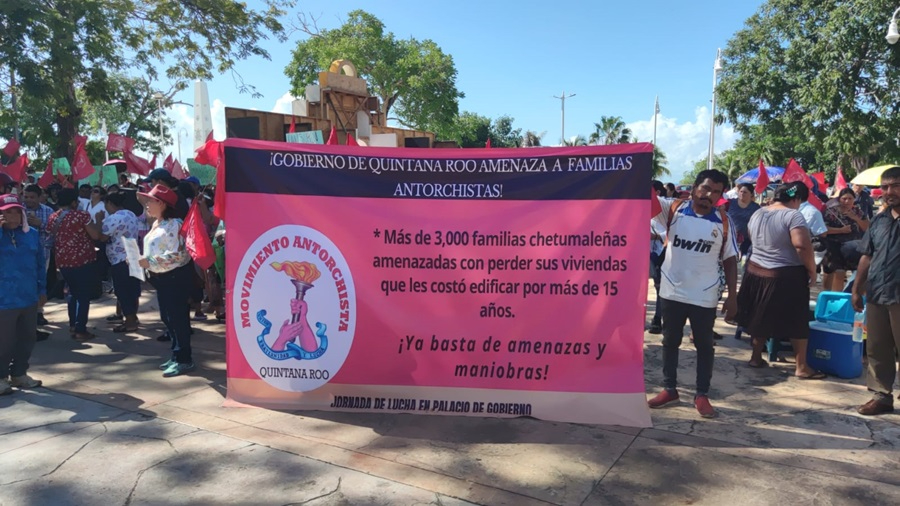 ¡GOBIERNO DE QUINTANA ROO AMENAZA A FAMILIAS
ANTORCHISTAS!
MOVIMIENTO ANTORCHISTA
QUINTANA ROO
* Más de 3,000 familias chetumaleñas
amenazadas con perder sus viviendas
que les costó edificar por más de 15
años.
¡Ya basta de amenazas y
maniobras!
JORNADA DE LUCHA EN PALACIO DE GOBIERNO
bwin